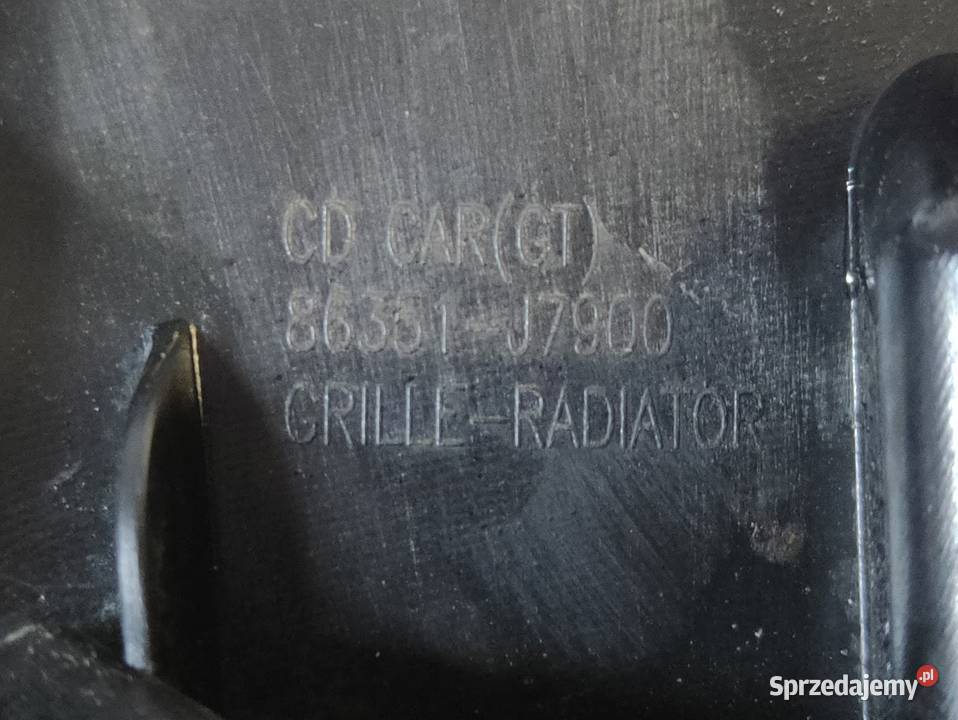 CD CAR(GT)
86351-J7900
GRILLE-RADIATOR
Sprzedajemy.pl